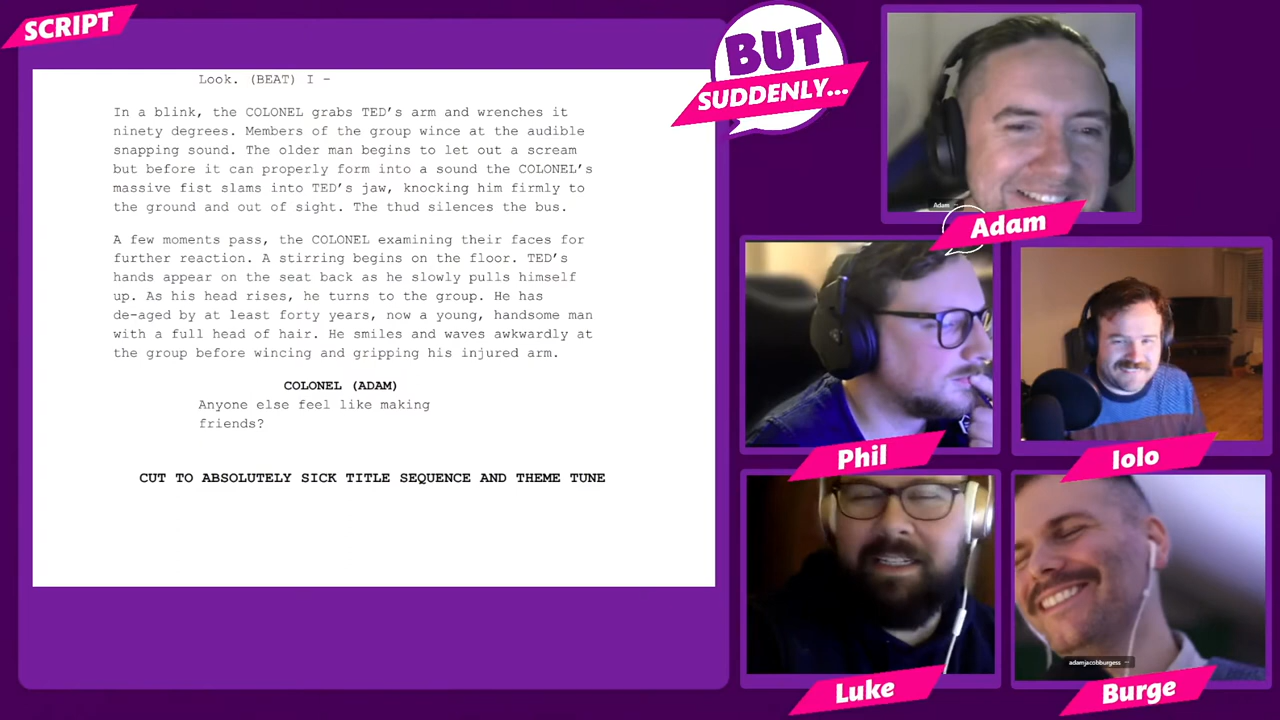 SCRIPT
Look. (BEAT) I -
In a blink, the COLONEL grabs TED's arm and wrenches it
ninety degrees. Members of the group wince at the audible
snapping sound. The older man begins to let out a scream
but before it can properly form into a sound the COLONEL's
massive fist slams into TED's jaw, knocking him firmly to
the ground and out of sight. The thud silences the bus.
A few moments pass, the COLONEL examining their faces for
further reaction. A stirring begins on the floor. TED's
hands appear on the seat back as he slowly pulls himself
up. As his head rises, he turns to the group. He has
de-aged by at least forty years, now a young, handsome man
with a full head of hair. He smiles and waves awkwardly at
the group before wincing and gripping his injured arm.
COLONEL (ADAM)
Anyone else feel like making
friends?
CUT TO ABSOLUTELY SICK TITLE SEQUENCE AND THEME TUNE
BUT
SUDDENLY...
Adam
Adam
Phil
Iolo
Luke
adamjacobburgess
Burge